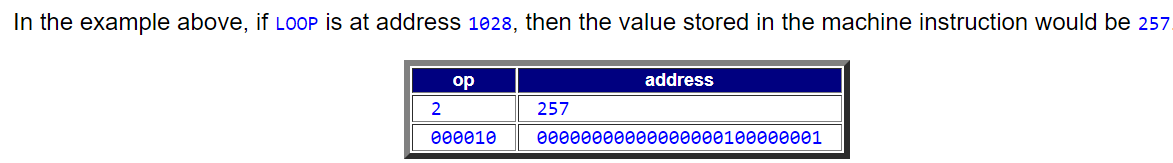 In the example above, if LOOP is at address 1028, then the value stored in the machine instruction would be 257.
op address
2 257
000010 00000000000000000100000001